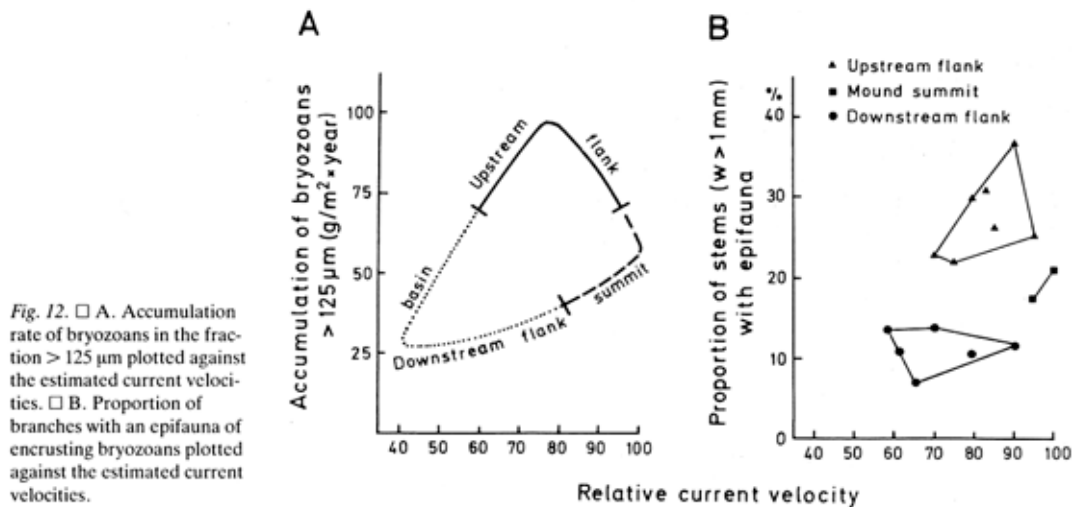 A
Accumulation of bryozoans
> 125 µm (g/m² × year)
100
75
50
25
40 50 60 70 80 90 100
Upstream
flank
basin
summit
Downstream flank
B
▲ Upstream flank
■ Mound summit
● Downstream flank
Proportion of stems (w > 1 mm)
with epifauna
%
40
30
20
10
0
40 50 60 70 80 90 100
Relative current velocity
Fig. 12. □ A. Accumulation
rate of bryozoans in the frac-
tion > 125 µm plotted against
the estimated current veloci-
ties. □ B. Proportion of
branches with an epifauna of
encrusting bryozoans plotted
against the estimated current
velocities.